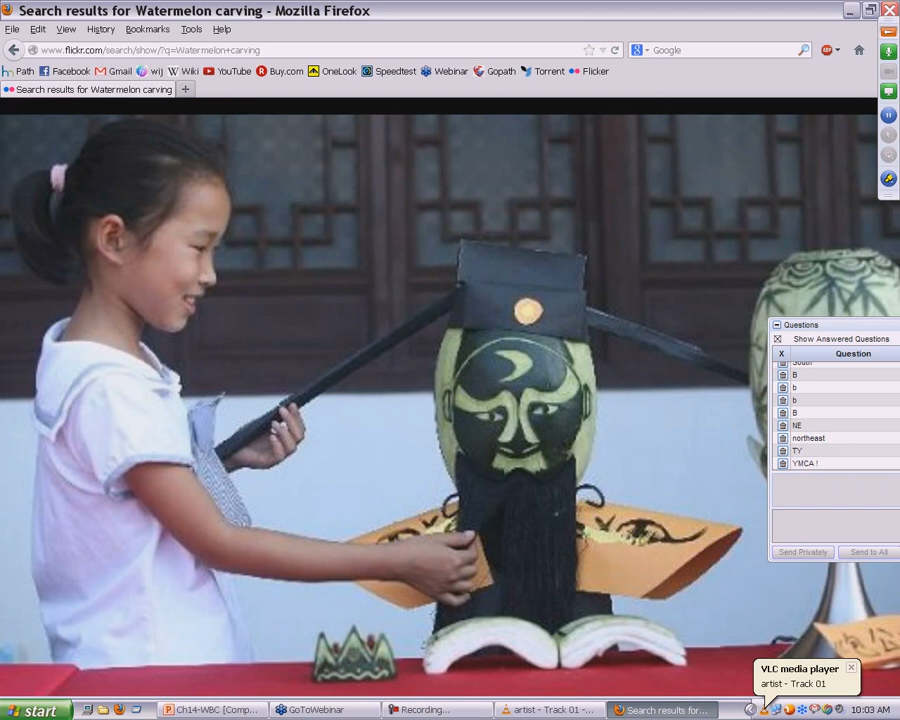 Search results for Watermelon carving - Mozilla Firefox
File Edit View History Bookmarks Tools Help
www.flickr.com/search/show/?q=Watermelon+carving
Google
Path Facebook Gmail wij Wiki YouTube Buy.com OneLook Speedtest Webinar Gopath Torrent Flicker
Search results for Watermelon carving
Questions
Show Answered Questions
X Question
B
b
b
B
NE
northeast
TY
YMCA !
Send Privately Send to All
VLC media player
artist - Track 01
start Ch14-WBC [Comp... GoToWebinar Recording... artist - Track 01 -... Search results for... 10:03 AM